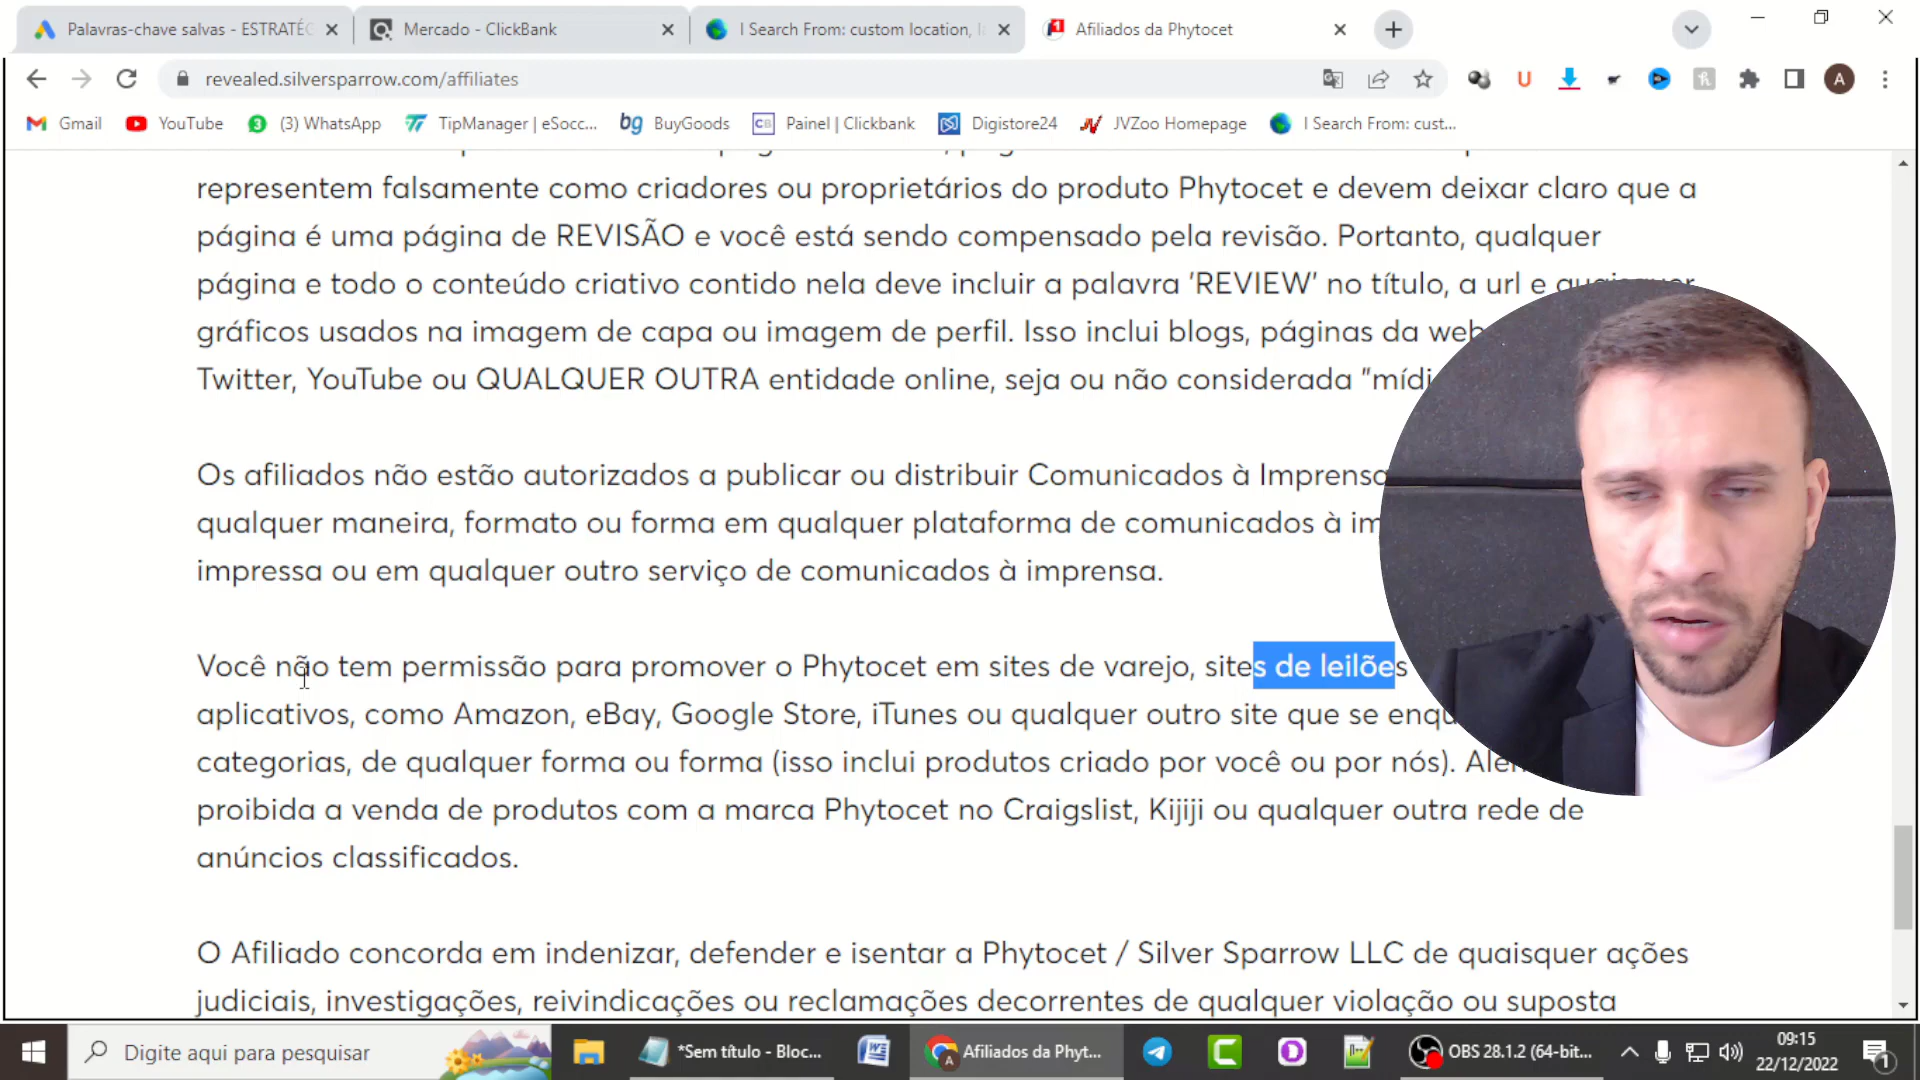 Palavras-chave salvas - ESTRATÉG
Mercado - ClickBank
I Search From: custom location, l
Afiliados da Phytocet
revealed.silversparrow.com/affiliates
U
A
Gmail
YouTube
3
(3) WhatsApp
TipManager | eSocc...
bg
BuyGoods
CB
Painel | Clickbank
Digistore24
JVZoo Homepage
I Search From: cust...
representem falsamente como criadores ou proprietários do produto Phytocet e devem deixar claro que a
página é uma página de REVISÃO e você está sendo compensado pela revisão. Portanto, qualquer
página e todo o conteúdo criativo contido nela deve incluir a palavra 'REVIEW' no título, a url e quaisquer
gráficos usados na imagem de capa ou imagem de perfil. Isso inclui blogs, páginas da web
Twitter, YouTube ou QUALQUER OUTRA entidade online, seja ou não considerada "mídi
Os afiliados não estão autorizados a publicar ou distribuir Comunicados à Imprensa
qualquer maneira, formato ou forma em qualquer plataforma de comunicados à im
impressa ou em qualquer outro serviço de comunicados à imprensa.
Você não tem permissão para promover o Phytocet em sites de varejo, sites de leilões
aplicativos, como Amazon, eBay, Google Store, iTunes ou qualquer outro site que se enqu
categorias, de qualquer forma ou forma (isso inclui produtos criado por você ou por nós). Alé
proibida a venda de produtos com a marca Phytocet no Craigslist, Kijiji ou qualquer outra rede de
anúncios classificados.
O Afiliado concorda em indenizar, defender e isentar a Phytocet / Silver Sparrow LLC de quaisquer ações
judiciais, investigações, reivindicações ou reclamações decorrentes de qualquer violação ou suposta
Digite aqui para pesquisar
*Sem título - Bloc...
Afiliados da Phyt...
OBS 28.1.2 (64-bit...
09:15
22/12/2022
1